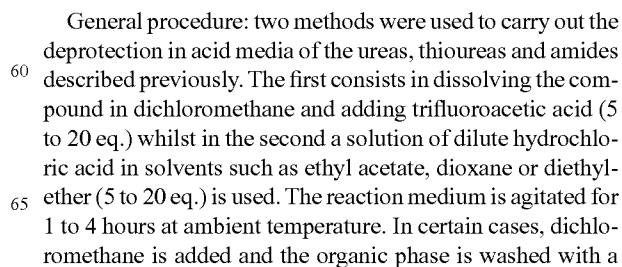 General procedure: two methods were used to carry out the
deprotection in acid media of the ureas, thioureas and amides
60 described previously. The first consists in dissolving the com-
pound in dichloromethane and adding trifluoroacetic acid (5
to 20 eq.) whilst in the second a solution of dilute hydrochlo-
ric acid in solvents such as ethyl acetate, dioxane or diethyl-
65 ether (5 to 20 eq.) is used. The reaction medium is agitated for
1 to 4 hours at ambient temperature. In certain cases, dichlo-
romethane is added and the organic phase is washed with a